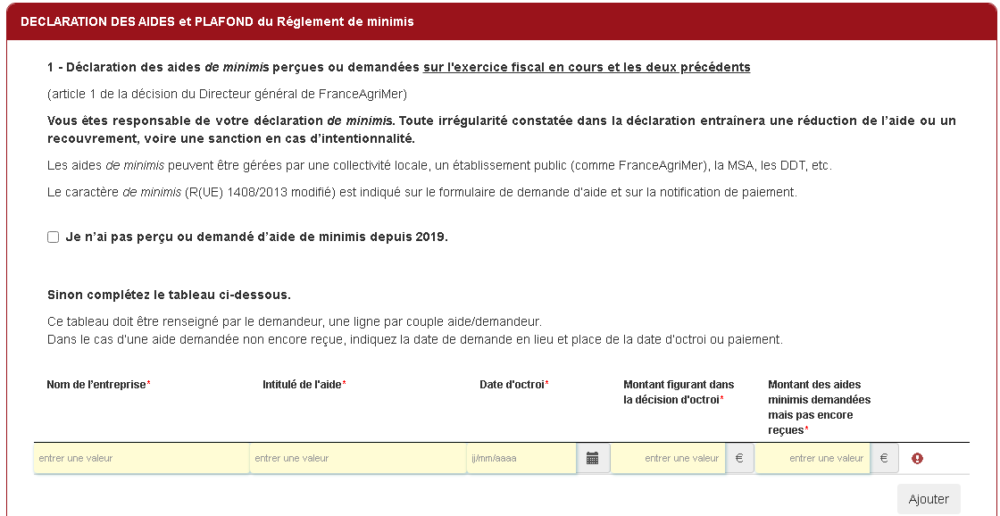 DECLARATION DES AIDES et PLAFOND du Réglement de minimis
1 - Déclaration des aides de minimis perçues ou demandées sur l'exercice fiscal en cours et les deux précédents
(article 1 de la décision du Directeur général de FranceAgriMer)
Vous êtes responsable de votre déclaration de minimis. Toute irrégularité constatée dans la déclaration entraînera une réduction de l'aide ou un
recouvrement, voire une sanction en cas d'intentionnalité.
Les aides de minimis peuvent être gérées par une collectivité locale, un établissement public (comme FranceAgriMer), la MSA, les DDT, etc.
Le caractère de minimis (R(UE) 1408/2013 modifié) est indiqué sur le formulaire de demande d'aide et sur la notification de paiement.
Je n'ai pas perçu ou demandé d'aide de minimis depuis 2019.
Sinon complétez le tableau ci-dessous.
Ce tableau doit être renseigné par le demandeur, une ligne par couple aide/demandeur.
Dans le cas d'une aide demandée non encore reçue, indiquez la date de demande en lieu et place de la date d'octroi ou paiement.
Nom de l'entreprise* Intitulé de l'aide* Date d'octroi* Montant figurant dans Montant des aides
la décision d'octroi* minimis demandées
mais pas encore
reçues*
entrer une valeur entrer une valeur jj/mm/aaaa entrer une valeur € entrer une valeur €
Ajouter